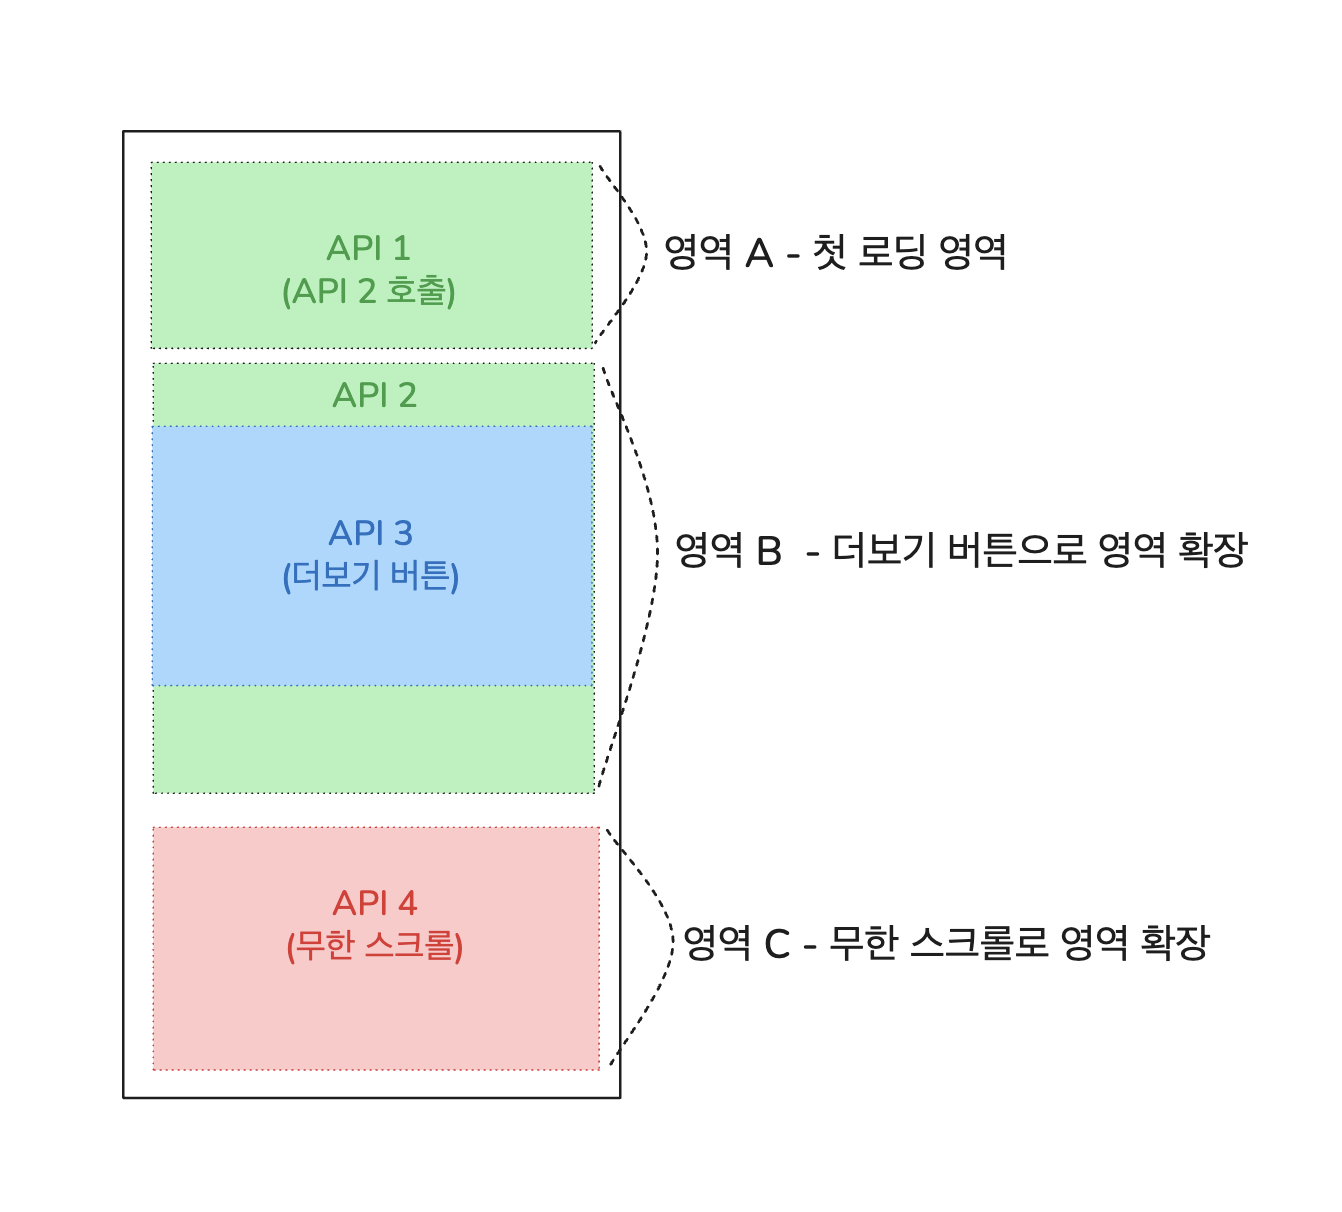 API 1
(API 2 호출)
영역 A - 첫 로딩 영역
API 2
API 3
(더보기 버튼)
영역 B - 더보기 버튼으로 영역 확장
API 4
(무한 스크롤)
영역 C - 무한 스크롤로 영역 확장